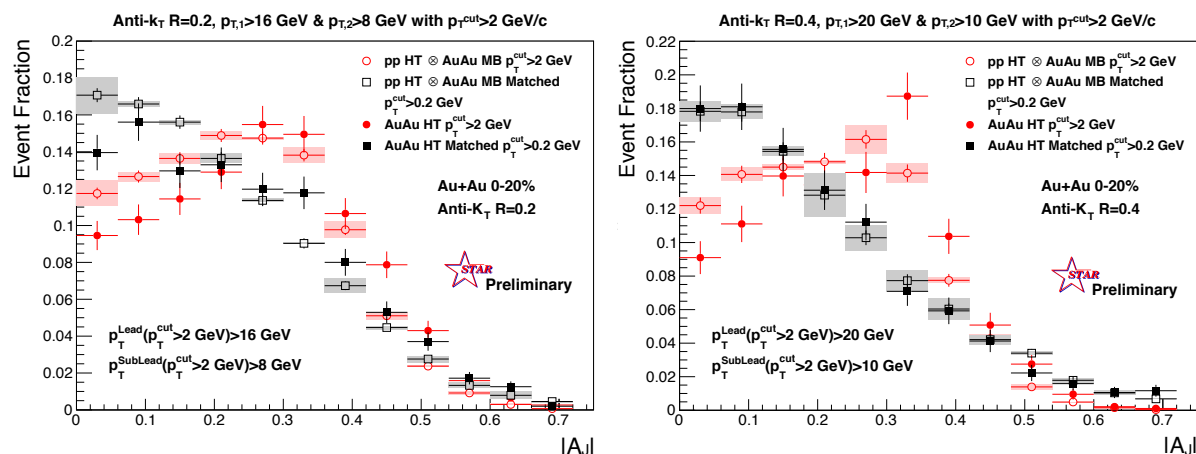 Anti-kT R=0.2, pT,1>16 GeV & pT,2>8 GeV with pTcut>2 GeV/c
Event Fraction
0.2
0.18
0.16
0.14
0.12
0.1
0.08
0.06
0.04
0.02
0
pp HT ⊗ AuAu MB pTcut>2 GeV
pp HT ⊗ AuAu MB Matched
pTcut>0.2 GeV
AuAu HT pTcut>2 GeV
AuAu HT Matched pTcut>0.2 GeV
Au+Au 0-20%
Anti-KT R=0.2
STAR
Preliminary
pTLead(pTcut>2 GeV)>16 GeV
pTSubLead(pTcut>2 GeV)>8 GeV
0 0.1 0.2 0.3 0.4 0.5 0.6 0.7
|AJ|
Anti-kT R=0.4, pT,1>20 GeV & pT,2>10 GeV with pTcut>2 GeV/c
Event Fraction
0.22
0.2
0.18
0.16
0.14
0.12
0.1
0.08
0.06
0.04
0.02
0
pp HT ⊗ AuAu MB pTcut>2 GeV
pp HT ⊗ AuAu MB Matched
pTcut>0.2 GeV
AuAu HT pTcut>2 GeV
AuAu HT Matched pTcut>0.2 GeV
Au+Au 0-20%
Anti-KT R=0.4
STAR
Preliminary
pTLead(pTcut>2 GeV)>20 GeV
pTSubLead(pTcut>2 GeV)>10 GeV
0 0.1 0.2 0.3 0.4 0.5 0.6 0.7
|AJ|